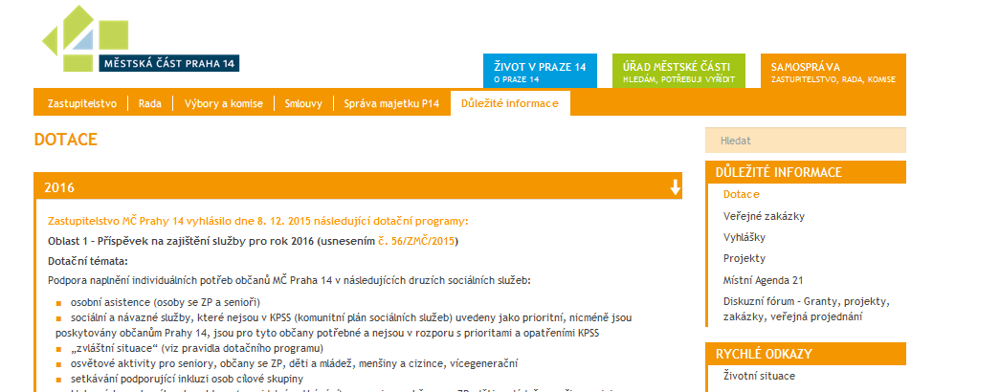 MĚSTSKÁ ČÁST PRAHA 14
ŽIVOT V PRAZE 14
O PRAZE 14
ÚŘAD MĚSTSKÉ ČÁSTI
HLEDÁM, POTŘEBUJI VYŘÍDIT
SAMOSPRÁVA
ZASTUPITELSTVO, RADA, KOMISE
Zastupitelstvo
Rada
Výbory a komise
Smlouvy
Správa majetku P14
Důležité informace
DOTACE
2016
Zastupitelstvo MČ Prahy 14 vyhlásilo dne 8. 12. 2015 následující dotační programy:
Oblast 1 - Příspěvek na zajištění služby pro rok 2016 (usnesením č. 56/ZMČ/2015)
Dotační témata:
Podpora naplnění individuálních potřeb občanů MČ Praha 14 v následujících druzích sociálních služeb:
osobní asistence (osoby se ZP a senioři)
sociální a návazné služby, které nejsou v KPSS (komunitní plán sociálních služeb) uvedeny jako prioritní, nicméně jsou
poskytovány občanům Prahy 14, jsou pro tyto občany potřebné a nejsou v rozporu s prioritami a opatřeními KPSS
„zvláštní situace“ (viz pravidla dotačního programu)
osvětové aktivity pro seniory, občany se ZP, děti a mládež, menšiny a cizince, vícegenerační
setkávání podporující inkluzi osob cílové skupiny
Hledat
DŮLEŽITÉ INFORMACE
Dotace
Veřejné zakázky
Vyhlášky
Projekty
Místní Agenda 21
Diskuzní fórum – Granty, projekty,
zakázky, veřejná projednání
RYCHLÉ ODKAZY
Životní situace